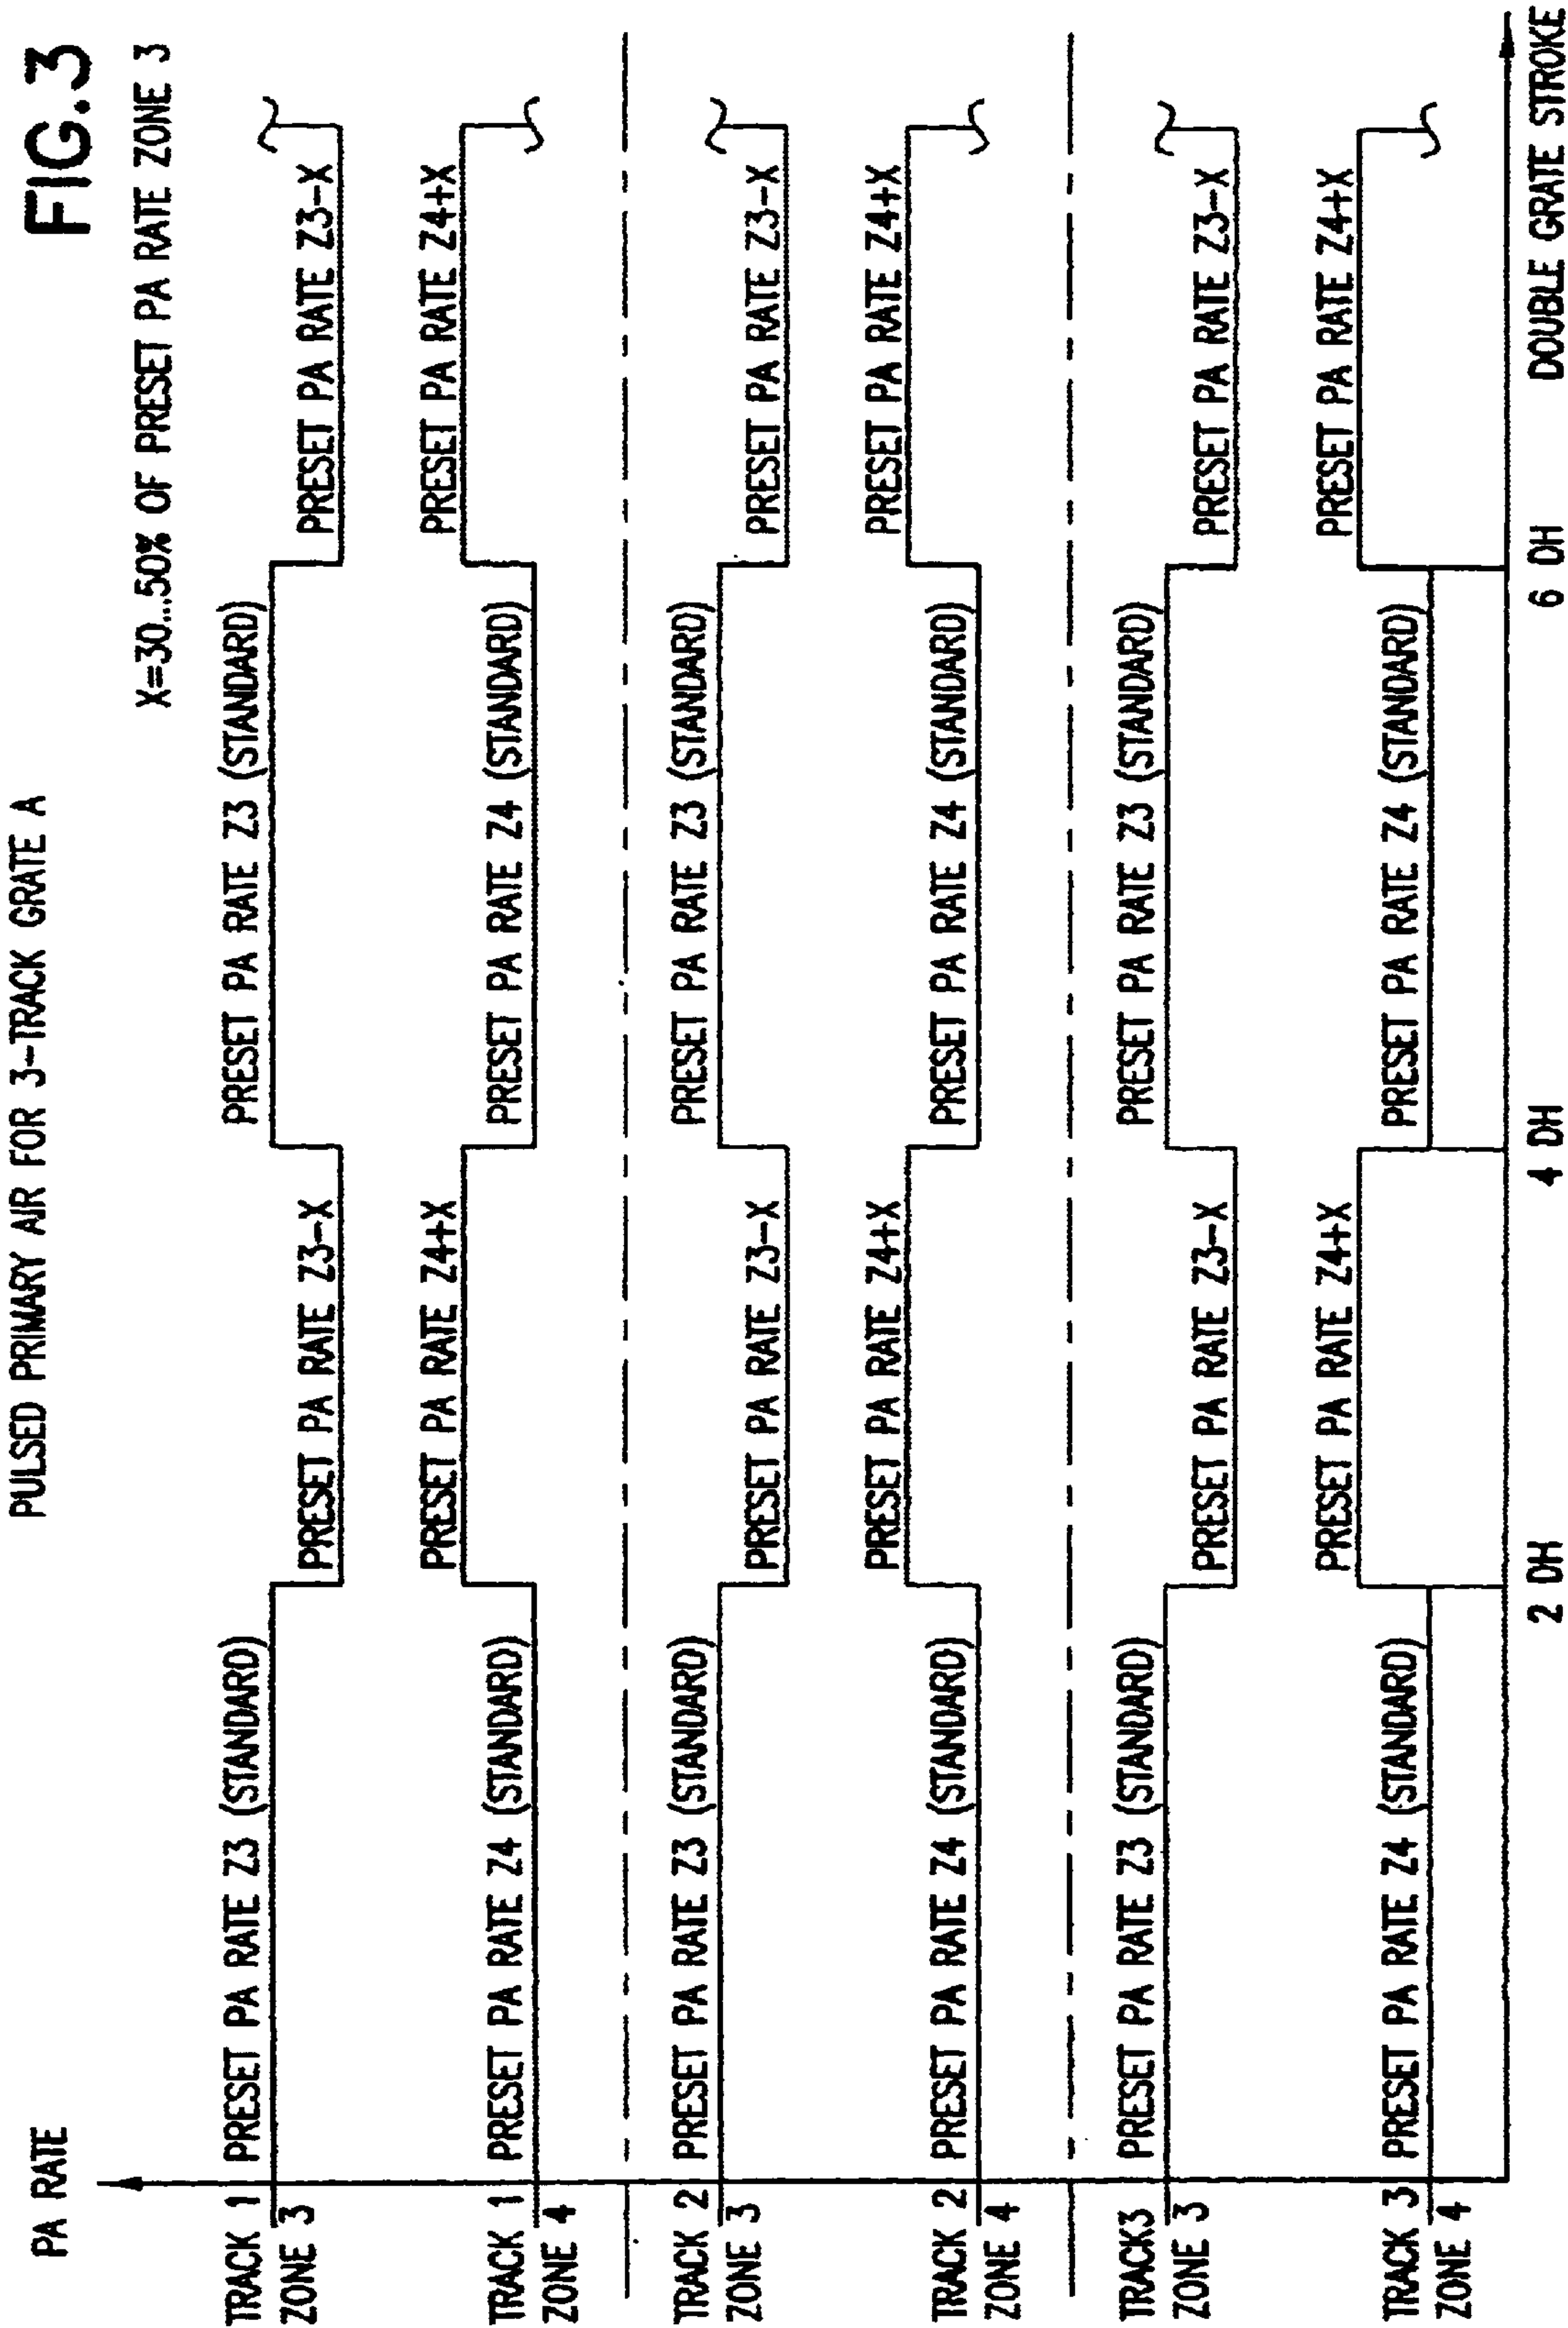 PULSED PRIMARY AIR FOR 3-TRACK GRATE A
FIG.3
X=30...50% OF PRESET PA RATE ZONE 3
PA RATE
TRACK 1
ZONE 3
PRESET PA RATE Z3 (STANDARD)
PRESET PA RATE Z3-X
PRESET PA RATE Z3 (STANDARD)
PRESET PA RATE Z3-X
TRACK 1
ZONE 4
PRESET PA RATE Z4 (STANDARD)
PRESET PA RATE Z4+X
PRESET PA RATE Z4 (STANDARD)
PRESET PA RATE Z4+X
TRACK 2
ZONE 3
PRESET PA RATE Z3 (STANDARD)
PRESET PA RATE Z3-X
PRESET PA RATE Z3 (STANDARD)
PRESET PA RATE Z3-X
TRACK 2
ZONE 4
PRESET PA RATE Z4 (STANDARD)
PRESET PA RATE Z4+X
PRESET PA RATE Z4 (STANDARD)
PRESET PA RATE Z4+X
TRACK3
ZONE 3
PRESET PA RATE Z3 (STANDARD)
PRESET PA RATE Z3-X
PRESET PA RATE Z3 (STANDARD)
PRESET PA RATE Z3-X
TRACK 3
ZONE 4
PRESET PA RATE Z4 (STANDARD)
PRESET PA RATE Z4+X
PRESET PA RATE Z4 (STANDARD)
PRESET PA RATE Z4+X
2 DH
4 DH
6 DH
DOUBLE GRATE STROKE